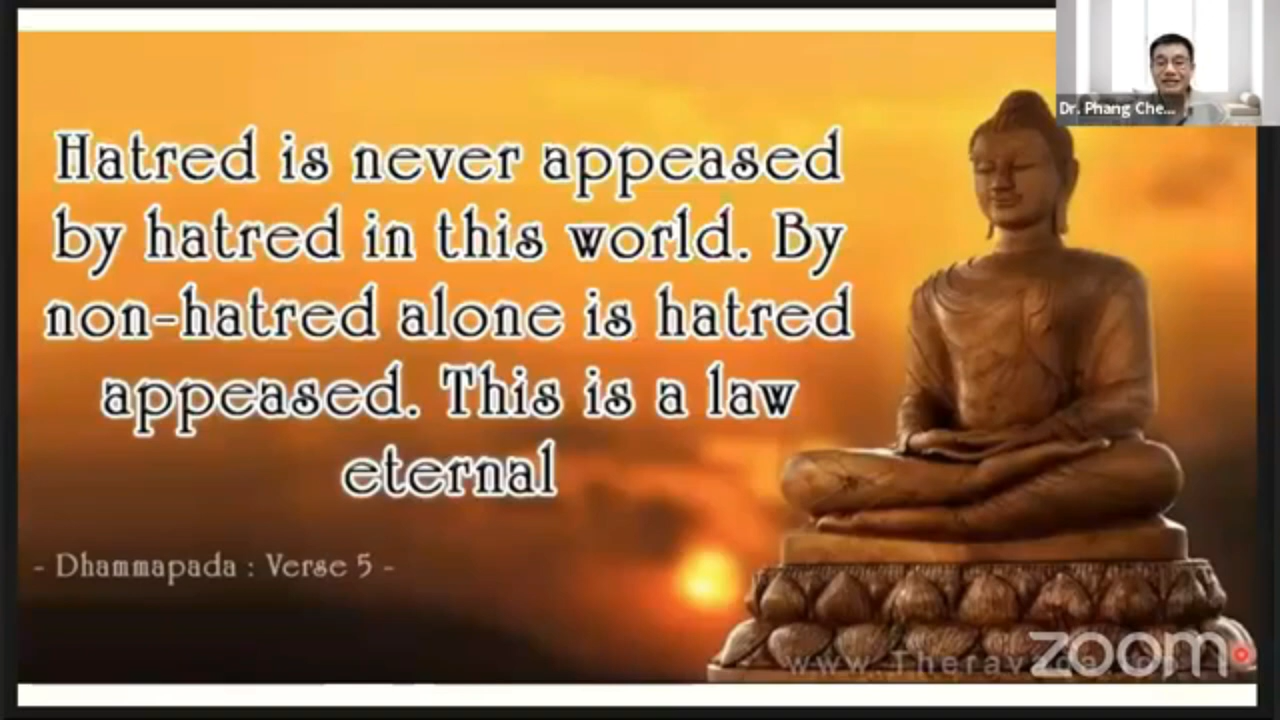 Dr. Phang Che...
Hatred is never appeased
by hatred in this world. By
non-hatred alone is hatred
appeased. This is a law
eternal
- Dhammapada : Verse 5 -
zoom